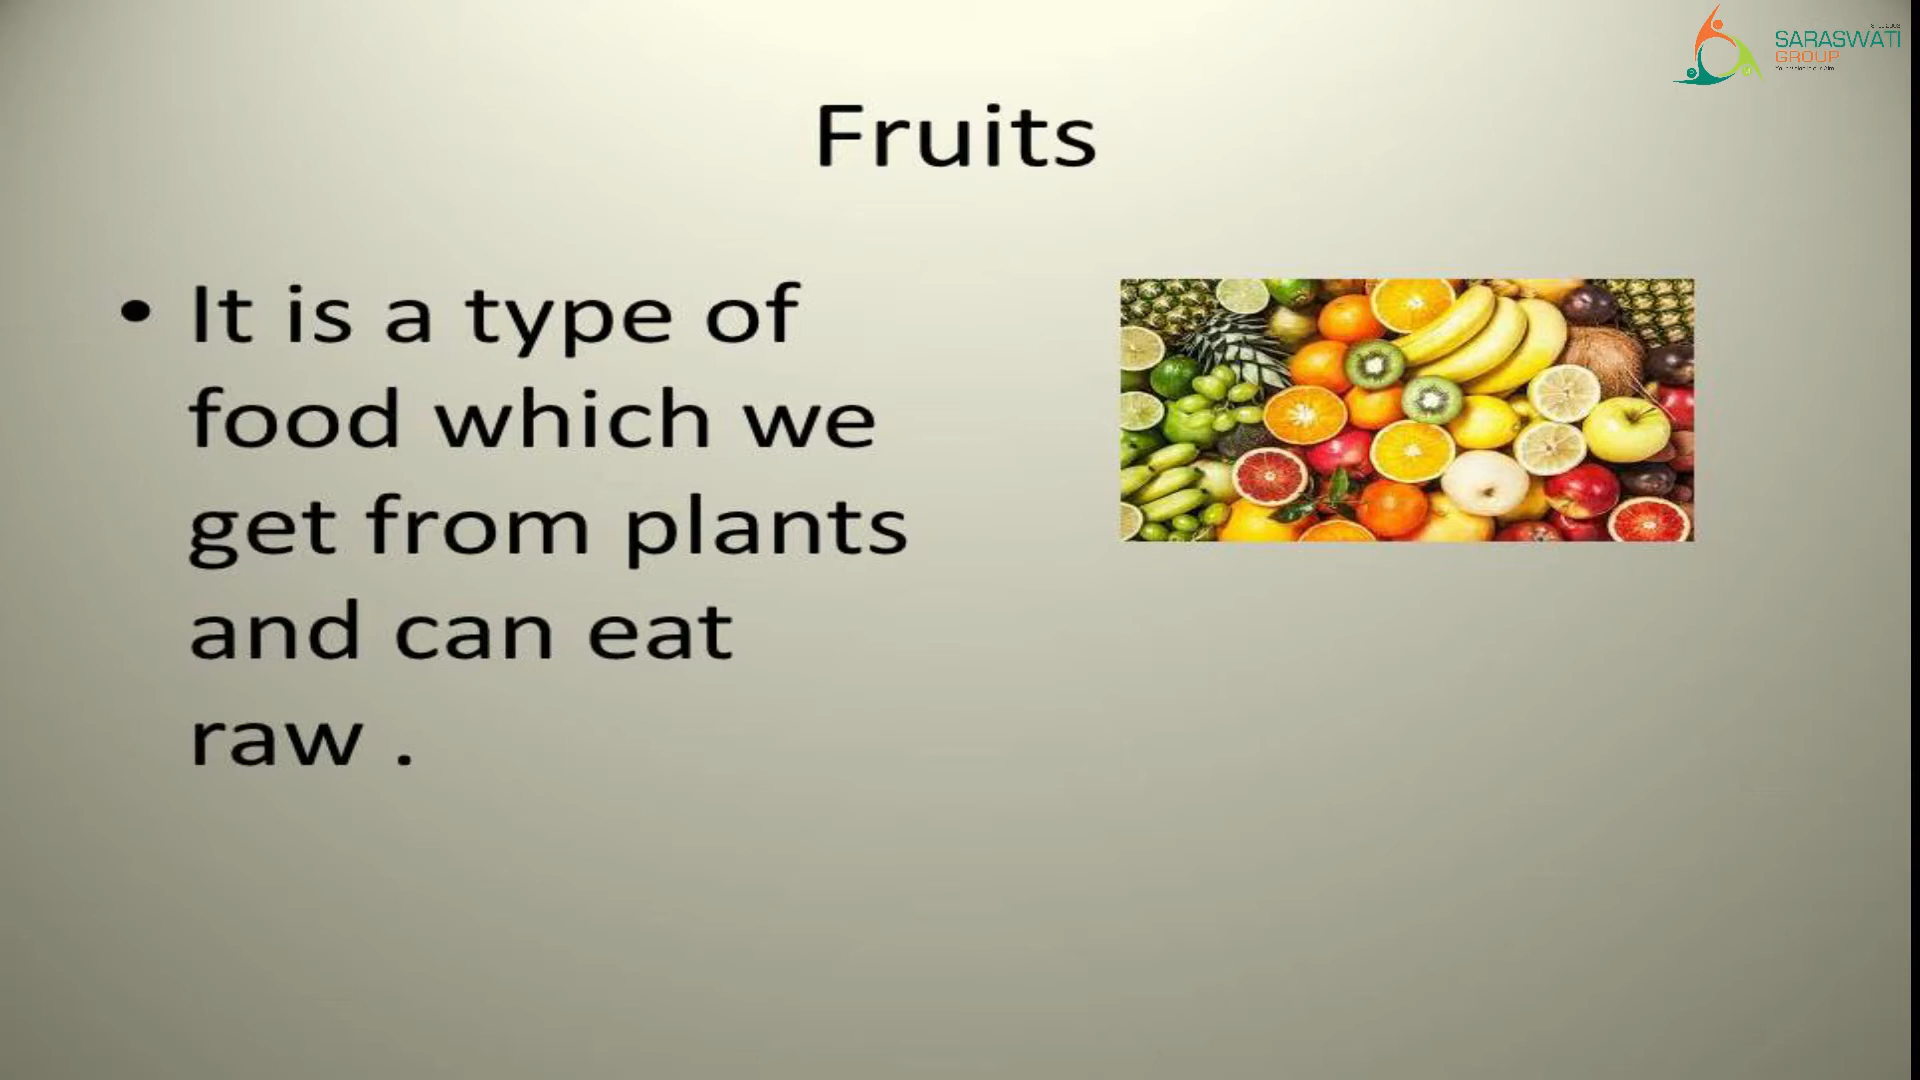 SARASWATI
GROUP
Fruits
• It is a type of
food which we
get from plants
and can eat
raw .